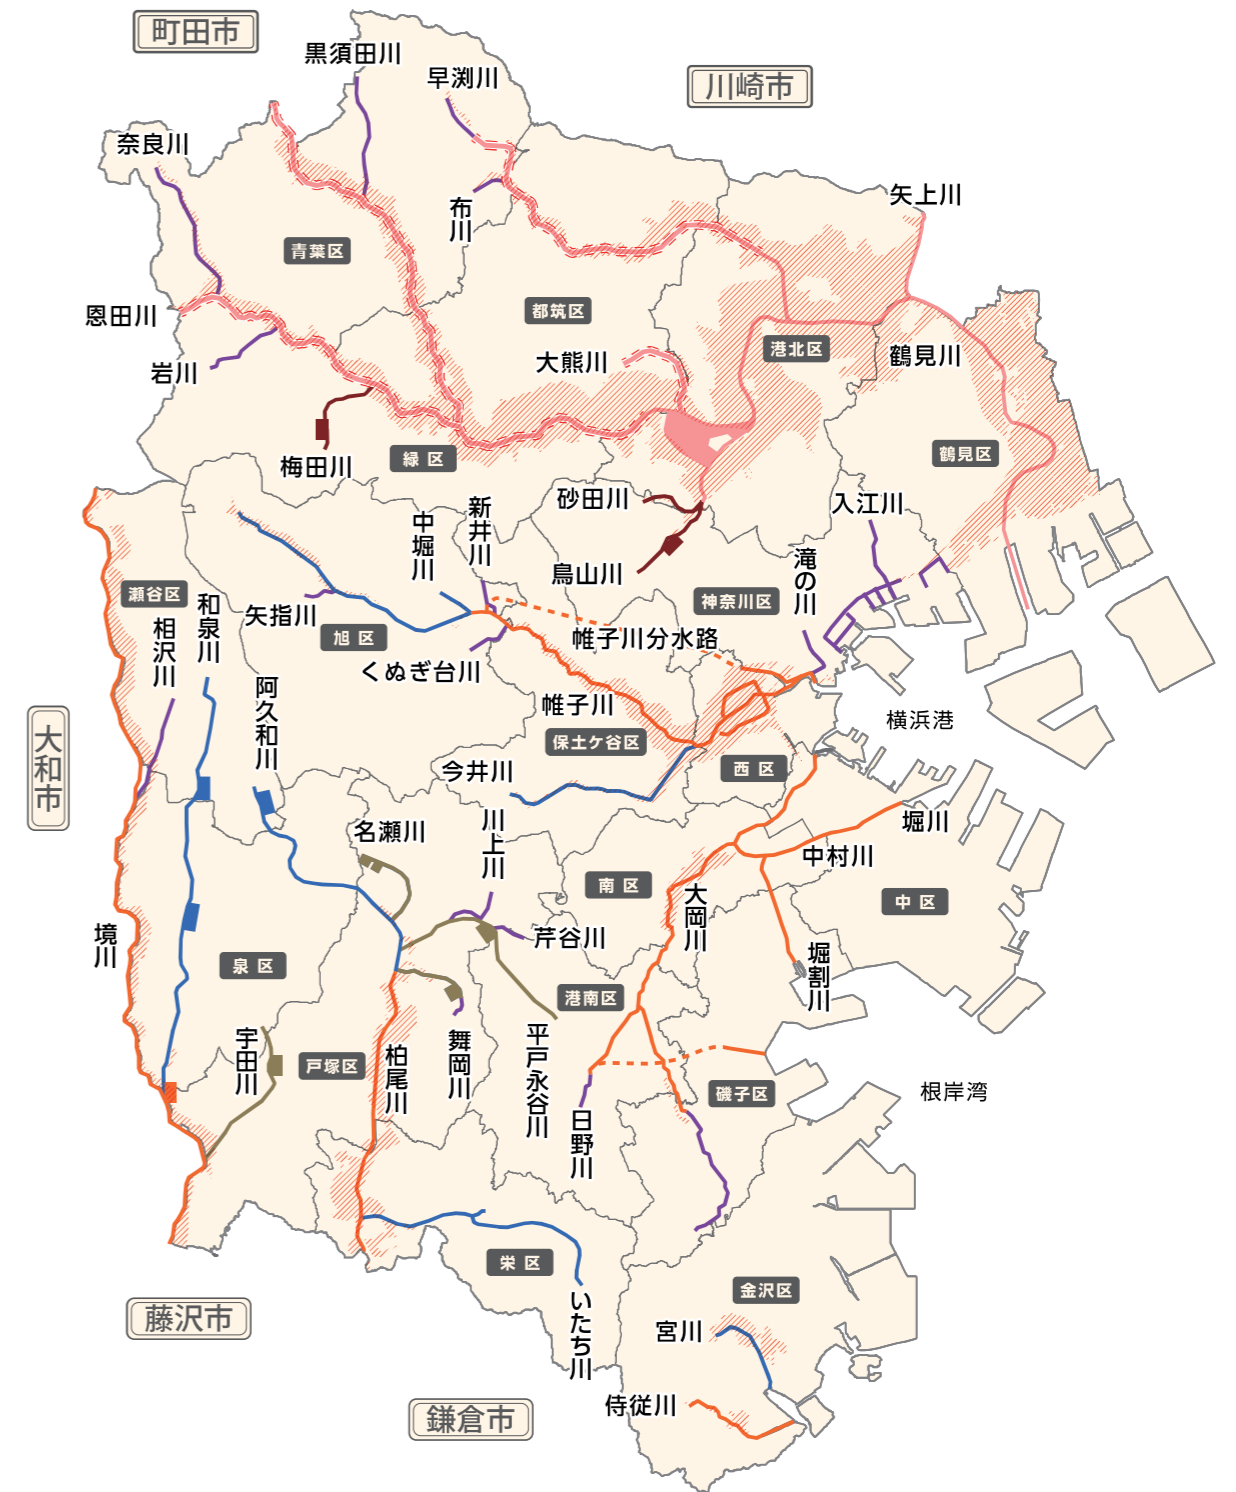 町田市
黒須田川
早渕川
川崎市
奈良川
布川
矢上川
青葉区
恩田川
都筑区
大熊川
港北区
鶴見川
岩川
梅田川
緑 区
鶴見区
砂田川
入江川
新井川
中堀川
鳥山川
滝の川
瀬谷区
和泉川
相沢川
矢指川
旭 区
神奈川区
帷子川分水路
くぬぎ台川
阿久和川
帷子川
保土ケ谷区
横浜港
大和市
今井川
西 区
名瀬川
川上川
堀川
中村川
南 区
大岡川
中 区
境川
芹谷川
泉 区
堀割川
港南区
宇田川
戸塚区
柏尾川
舞岡川
平戸永谷川
日野川
磯子区
根岸湾
栄 区
いたち川
金沢区
藤沢市
宮川
鎌倉市
侍従川